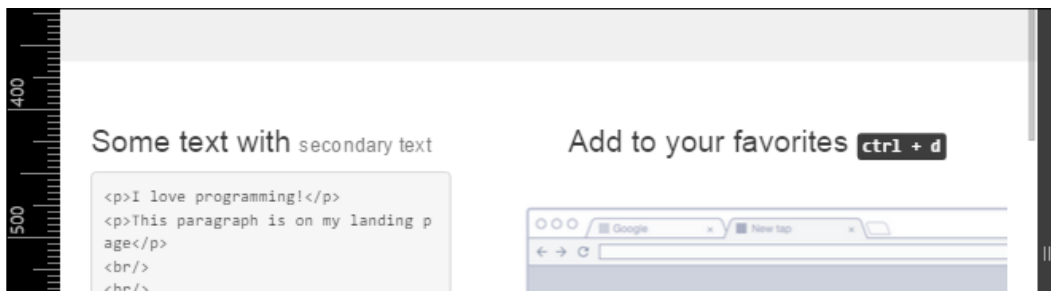 400
500
Some text with secondary text
<p>I love programming!</p>
<p>This paragraph is on my landing p
age</p>
<br/>
<br/>
Add to your favorites ctrl + d
Google × New tap ×